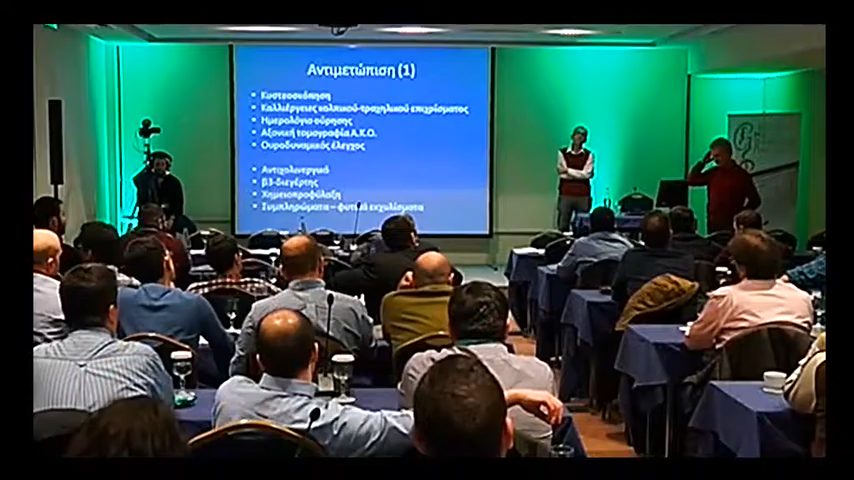 Αντιμετώπιση (1)
• Κυστεοσκόπηση
• Καλλιέργειες κολπικού-τραχηλικού επιχρίσματος
• Ημερολόγιο ούρησης
• Αξονική τομογραφία Α.Κ.Ο.
• Ουροδυναμικός έλεγχος
• Αντιχολινεργικό
• β3-διεγέρτης
• Χημειοπροφύλαξη
• Συμπληρώματα – φυτικά εκχυλίσματα